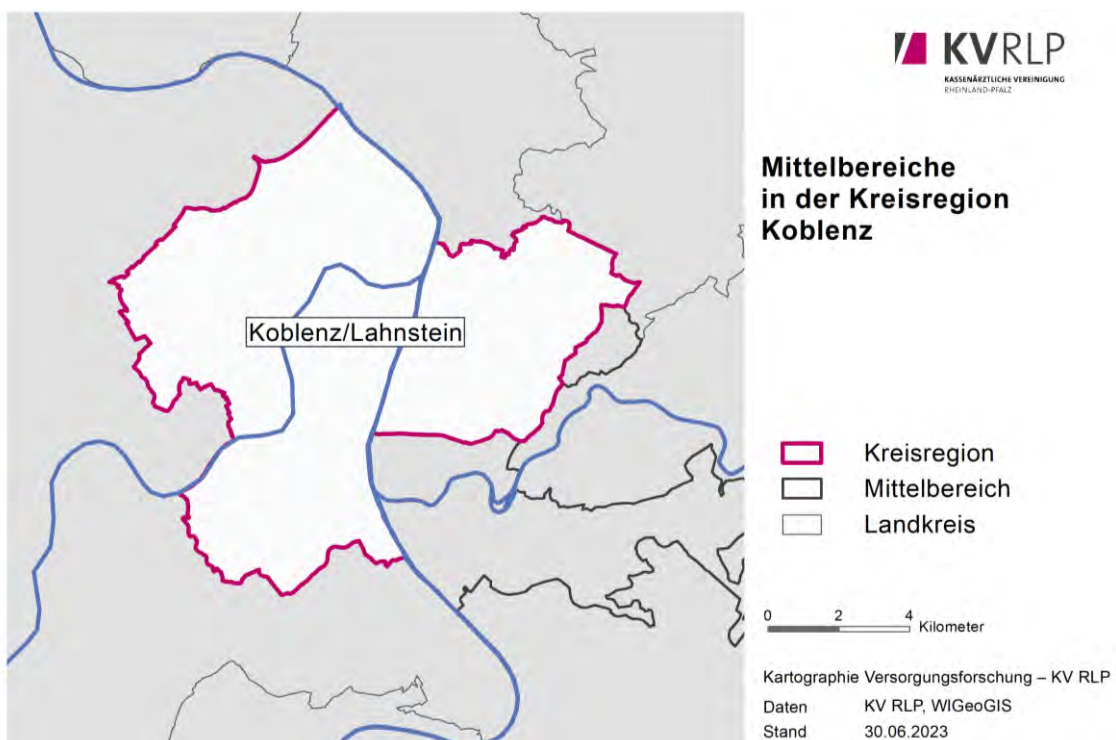 KVRLP
KASSENÄRZTLICHE VEREINIGUNG
RHEINLAND-PFALZ
Mittelbereiche
in der Kreisregion
Koblenz
Koblenz/Lahnstein
Kreisregion
Mittelbereich
Landkreis
0 2 4 Kilometer
Kartographie Versorgungsforschung – KV RLP
Daten KV RLP, WIGeoGIS
Stand 30.06.2023